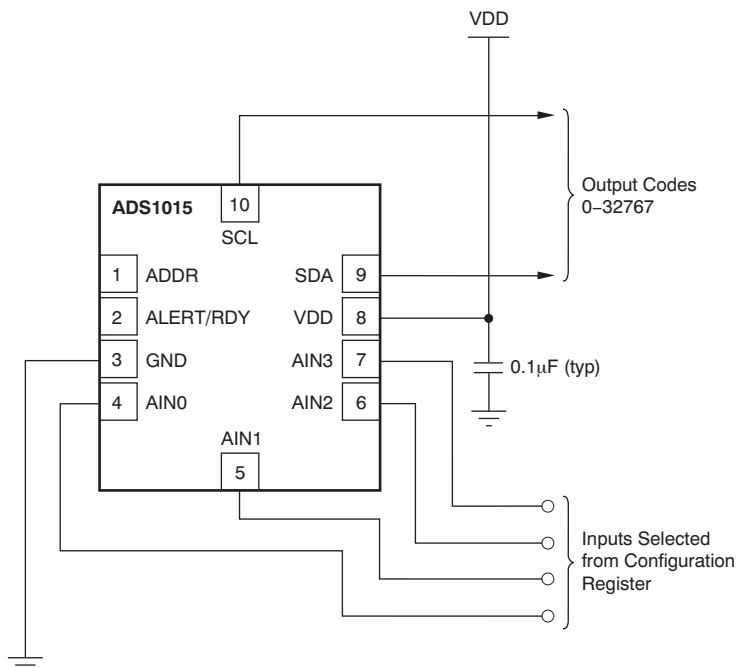 VDD
Output Codes
0–32767
ADS1015
10
SCL
1 ADDR
SDA 9
2 ALERT/RDY
VDD 8
3 GND
AIN3 7
0.1μF (typ)
4 AIN0
AIN2 6
AIN1
5
Inputs Selected
from Configuration
Register